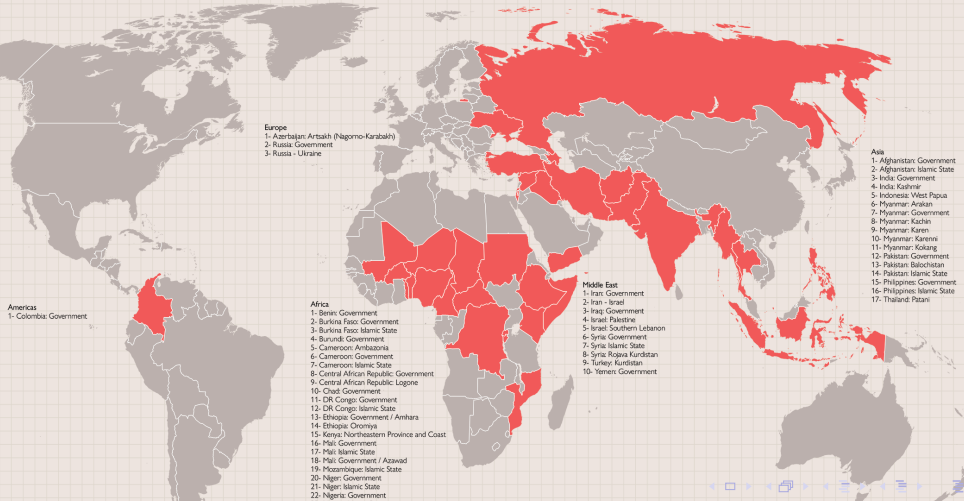 Europe
1- Azerbaijan: Artsakh (Nagorno-Karabakh)
2- Russia: Government
3- Russia - Ukraine
Americas
1- Colombia: Government
Africa
1- Benin: Government
2- Burkina Faso: Government
3- Burkina Faso: Islamic State
4- Burundi: Government
5- Cameroon: Ambazonia
6- Cameroon: Government
7- Cameroon: Islamic State
8- Central African Republic: Government
9- Central African Republic: Logone
10- Chad: Government
11- DR Congo: Government
12- DR Congo: Islamic State
13- Ethiopia: Government / Amhara
14- Ethiopia: Oromiya
15- Kenya: Northeastern Province and Coast
16- Mali: Government
17- Mali: Islamic State
18- Mali: Government / Azawad
19- Mozambique: Islamic State
20- Niger: Government
21- Niger: Islamic State
22- Nigeria: Government
Middle East
1- Iran: Government
2- Iran - Israel
3- Iraq: Government
4- Israel: Palestine
5- Israel: Southern Lebanon
6- Syria: Government
7- Syria: Islamic State
8- Syria: Rojava Kurdistan
9- Turkey: Kurdistan
10- Yemen: Government
Asia
1- Afghanistan: Government
2- Afghanistan: Islamic State
3- India: Government
4- India: Kashmir
5- Indonesia: West Papua
6- Myanmar: Arakan
7- Myanmar: Government
8- Myanmar: Kachin
9- Myanmar: Karen
10- Myanmar: Karenni
11- Myanmar: Kokang
12- Pakistan: Government
13- Pakistan: Balochistan
14- Pakistan: Islamic State
15- Philippines: Government
16- Philippines: Islamic State
17- Thailand: Patani